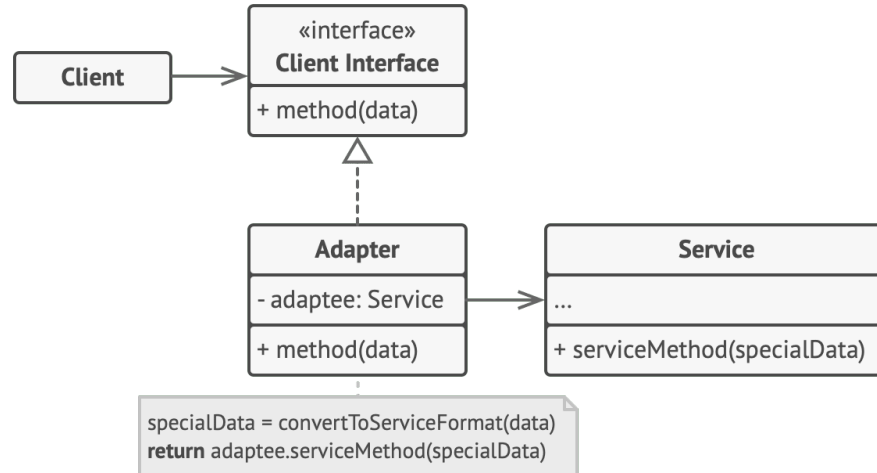 «interface»
Client
Client Interface
+ method(data)
Adapter
Service
- adaptee: Service
...
+ method(data)
+ serviceMethod(specialData)
specialData = convertToServiceFormat(data)
return adaptee.serviceMethod(specialData)